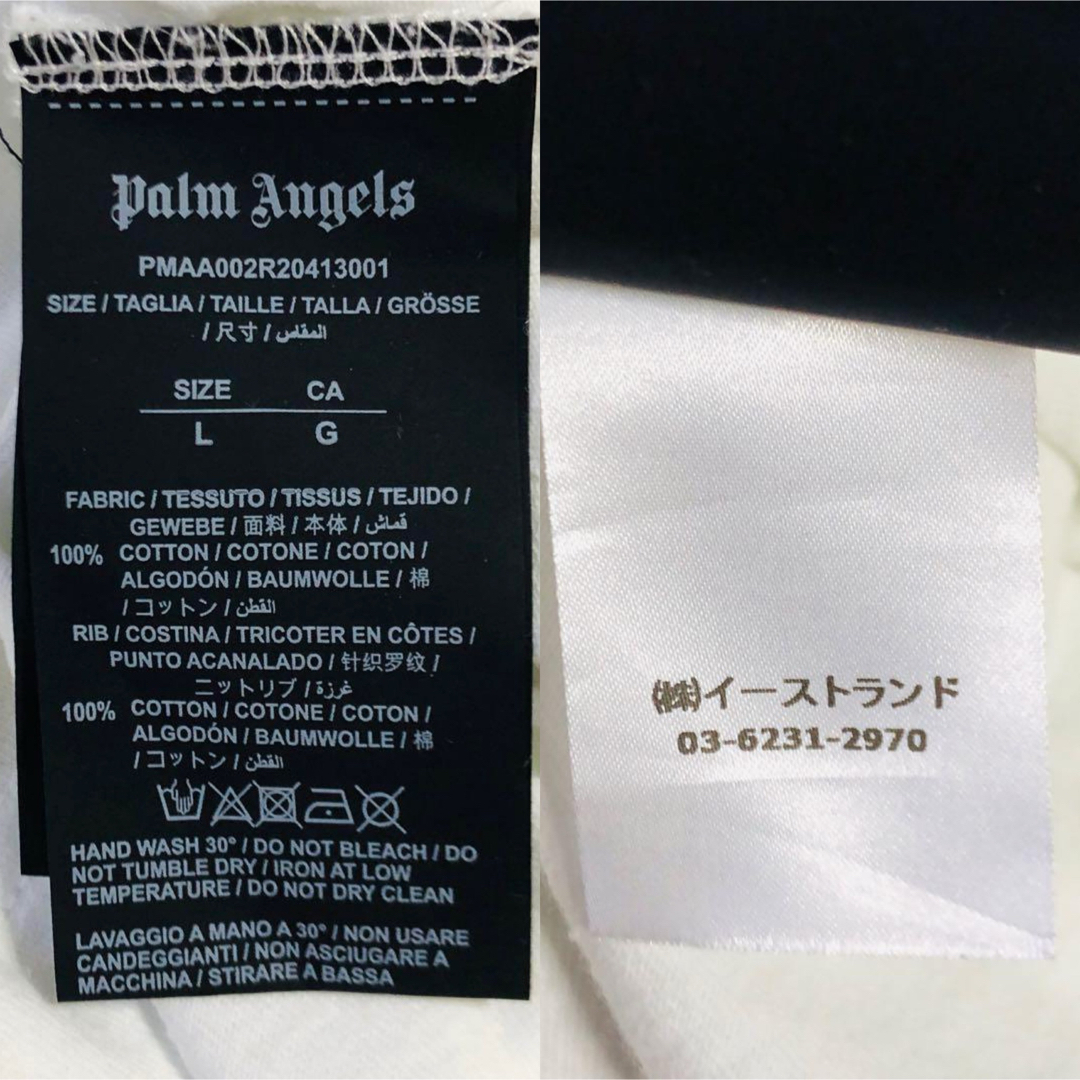 Palm Angels
PMAA002R20413001
SIZE / TAGLIA / TAILLE / TALLA / GRÖSSE
/ 尺寸 / المقاس
SIZE CA
L G
FABRIC / TESSUTO / TISSUS / TEJIDO /
GEWEBE / 面料 / 本体 / قماش
100% COTTON / COTONE / COTON /
ALGODÓN / BAUMWOLLE / 棉
/ コットン / القطن
RIB / COSTINA / TRICOTER EN CÔTES /
PUNTO ACANALADO / 针织罗纹 /
ニットリブ / غرزة
100% COTTON / COTONE / COTON /
ALGODÓN / BAUMWOLLE / 棉
/ コットン / القطن
HAND WASH 30° / DO NOT BLEACH / DO
NOT TUMBLE DRY / IRON AT LOW
TEMPERATURE / DO NOT DRY CLEAN
LAVAGGIO A MANO A 30° / NON USARE
CANDEGGIANTI / NON ASCIUGARE A
MACCHINA / STIRARE A BASSA
(株)イーストランド
03-6231-2970